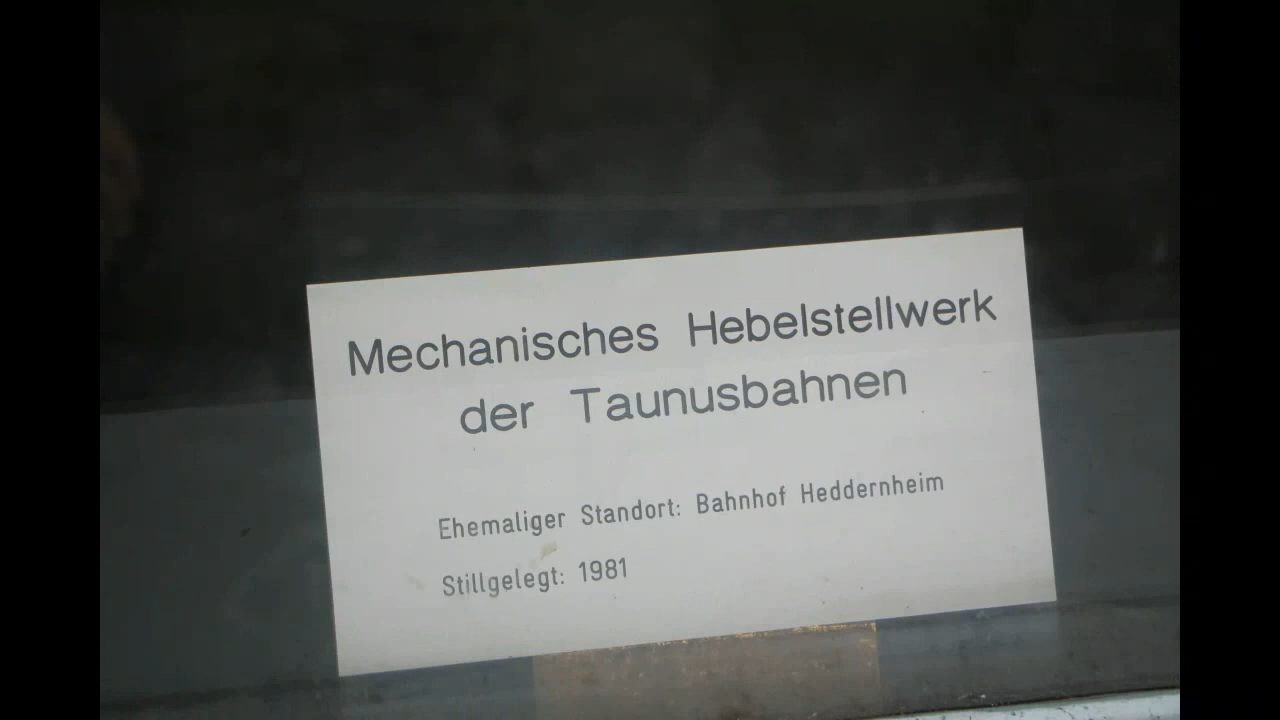 Mechanisches Hebelstellwerk
der Taunusbahnen
Ehemaliger Standort: Bahnhof Heddernheim
Stillgelegt: 1981